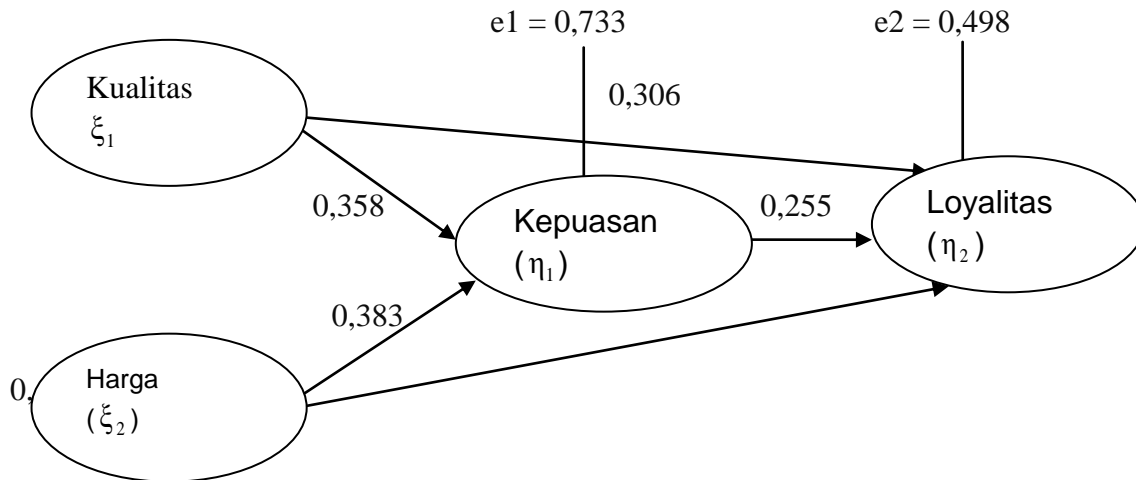 e1 = 0,733
e2 = 0,498
Kualitas
ξ₁
0,306
0,358
Kepuasan
(η₁)
0,255
Loyalitas
(η₂)
0,383
Harga
(ξ₂)
0,